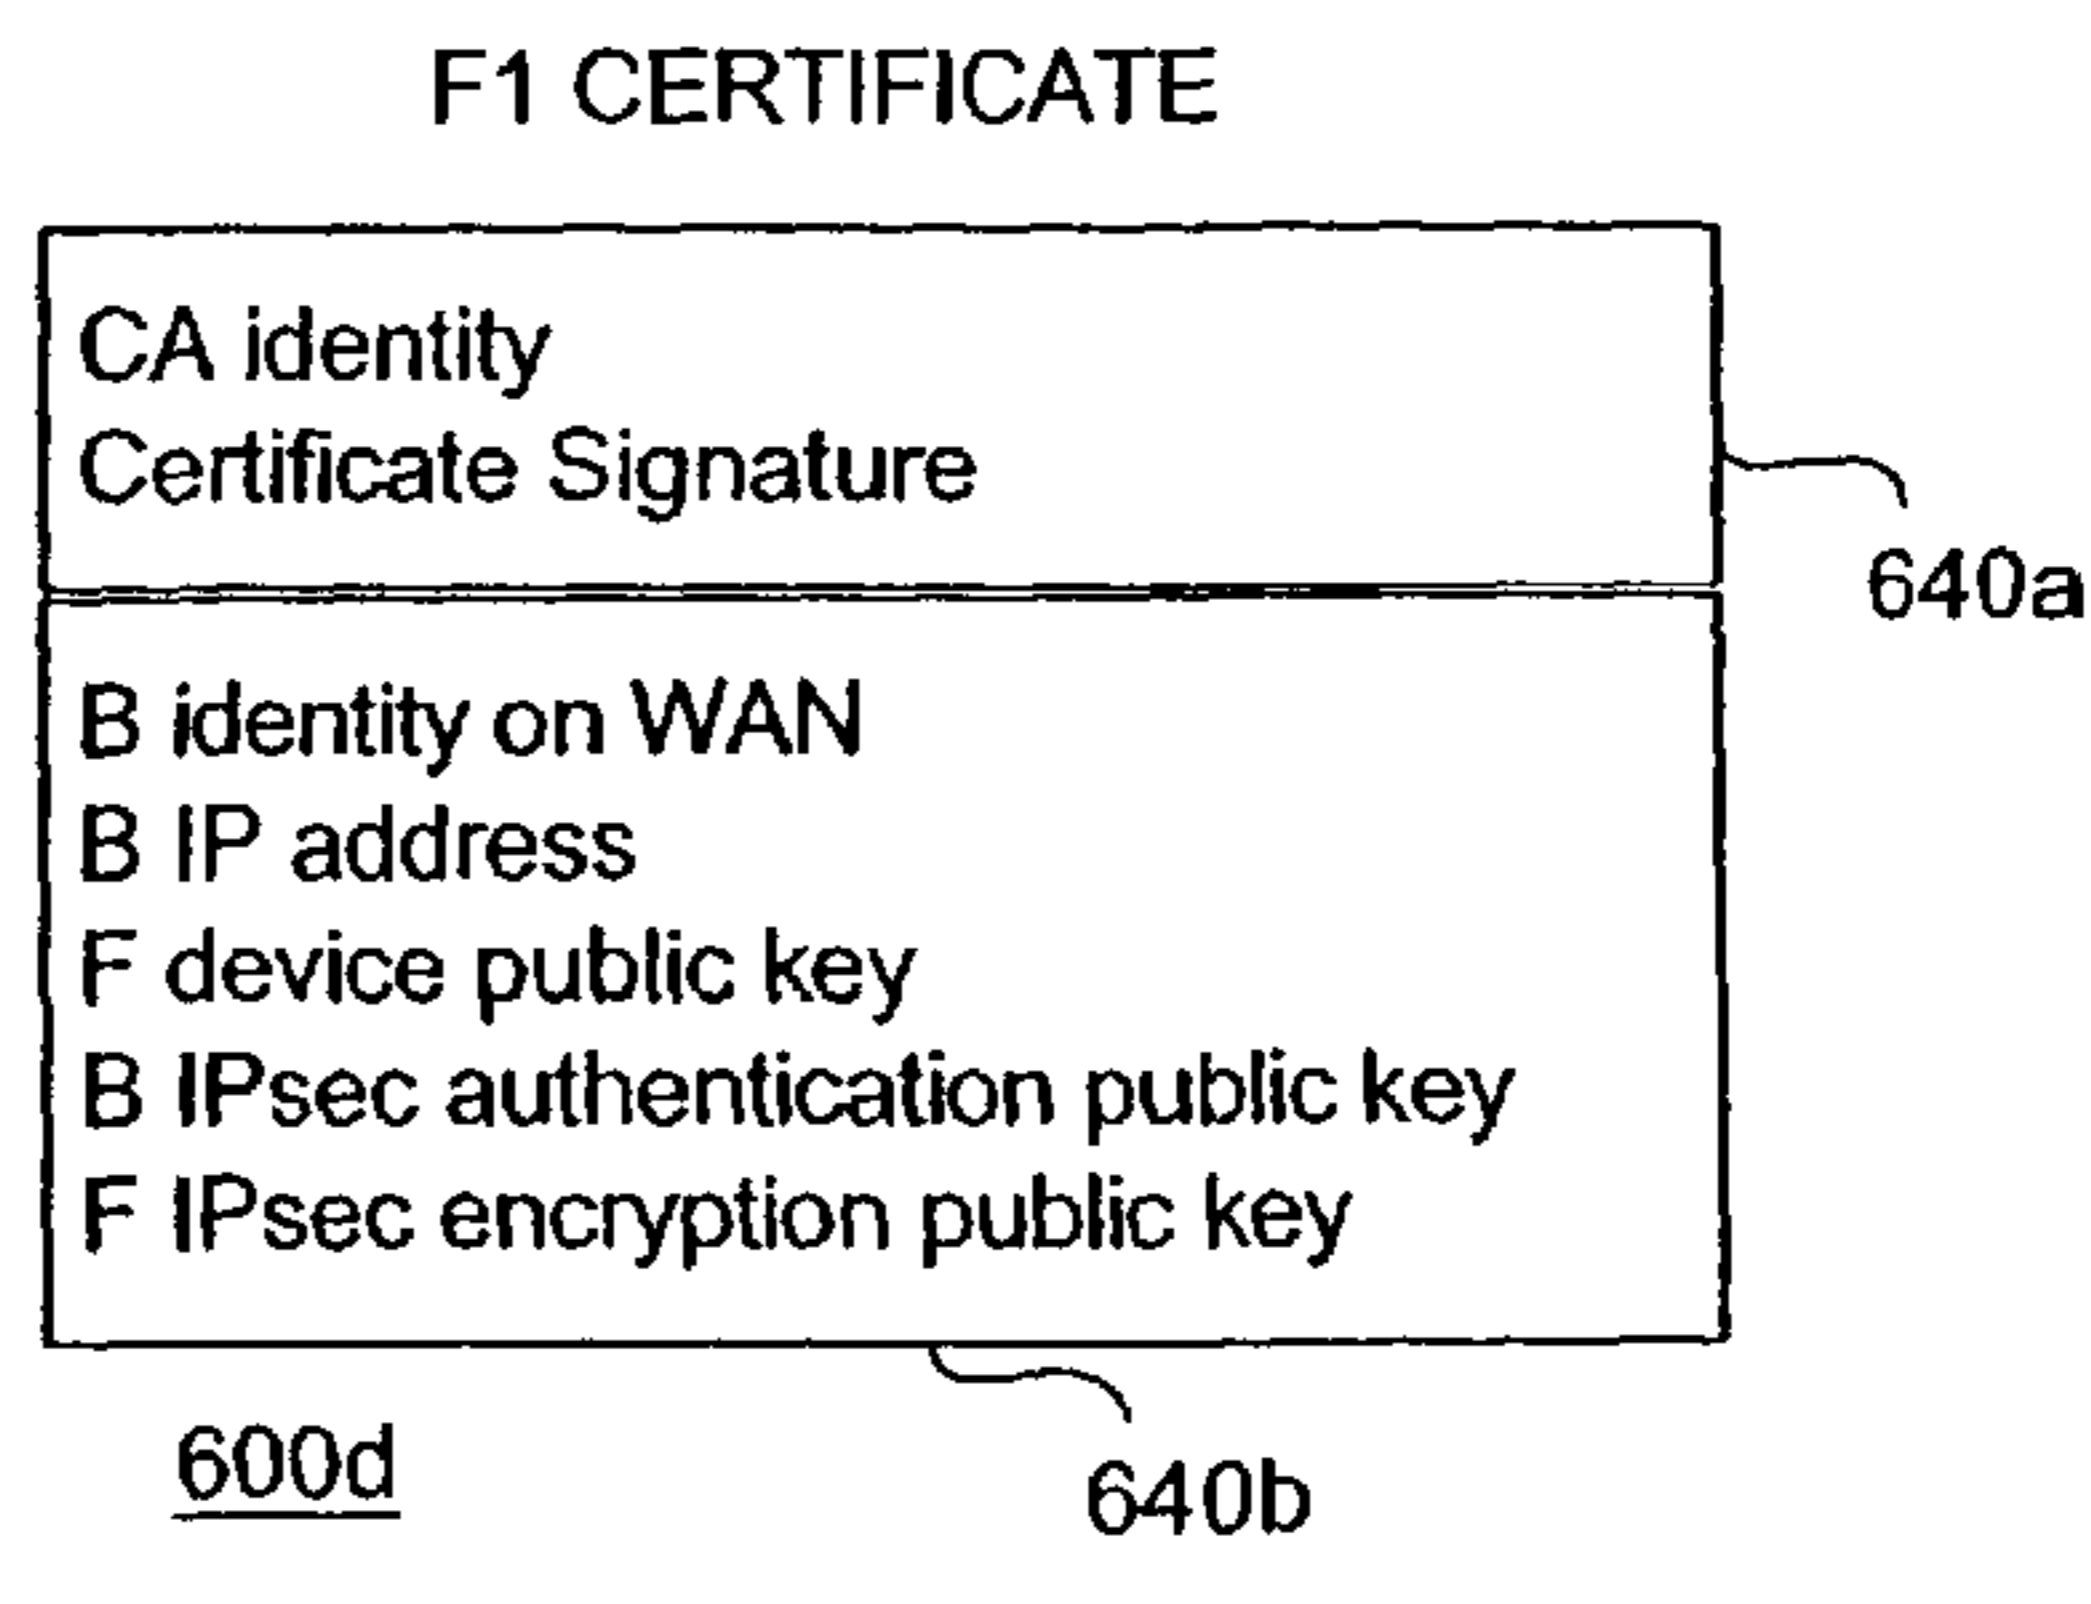 F1 CERTIFICATE
CA identity
Certificate Signature
640a
B identity on WAN
B IP address
F device public key
B IPsec authentication public key
F IPsec encryption public key
600d
640b